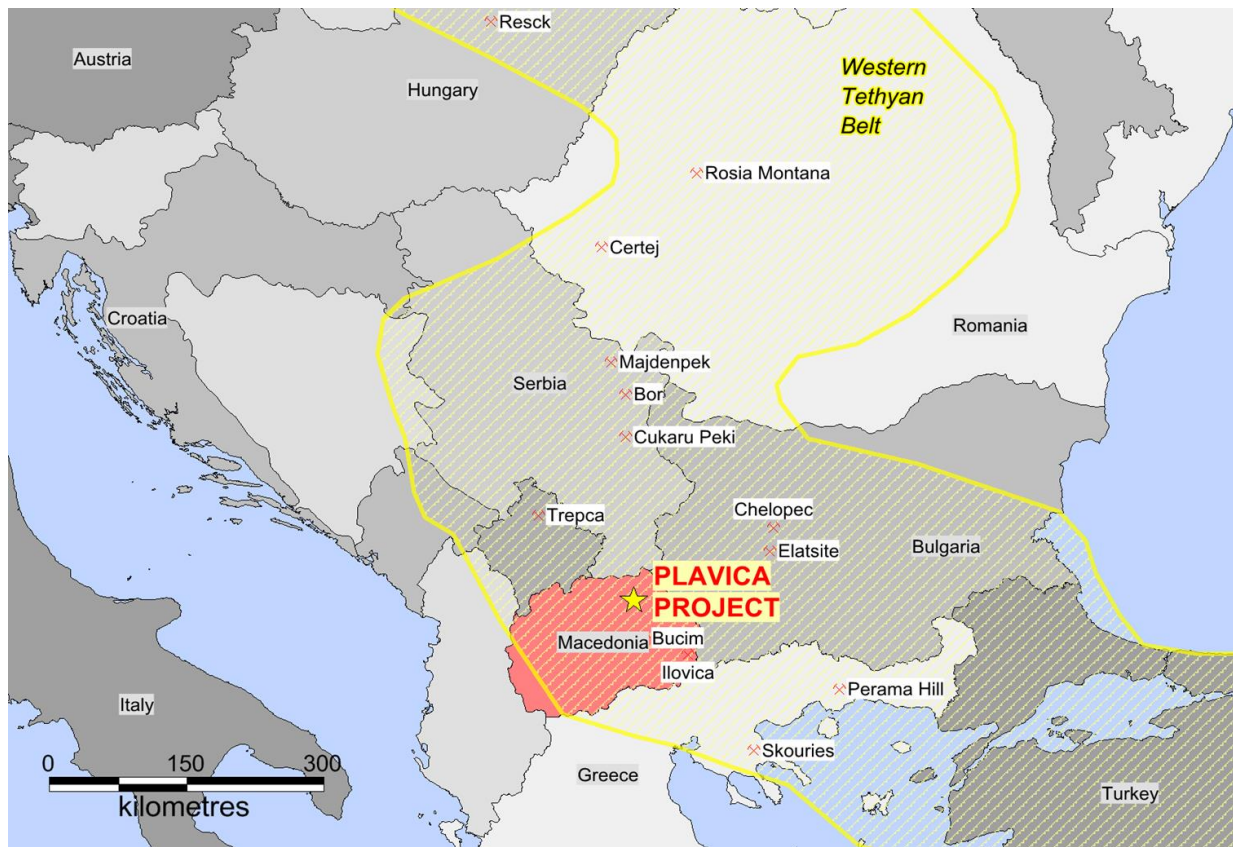 Resck
Austria
Western
Tethyan
Belt
Hungary
Rosia Montana
Certej
Croatia
Romania
Majdenpek
Serbia
Bor
Cukaru Peki
Chelopec
Trepca
Elatsite
Bulgaria
PLAVICA
PROJECT
Macedonia
Bucim
Ilovica
Perama Hill
Italy
Skouries
0 150 300
Greece
Turkey
kilometres